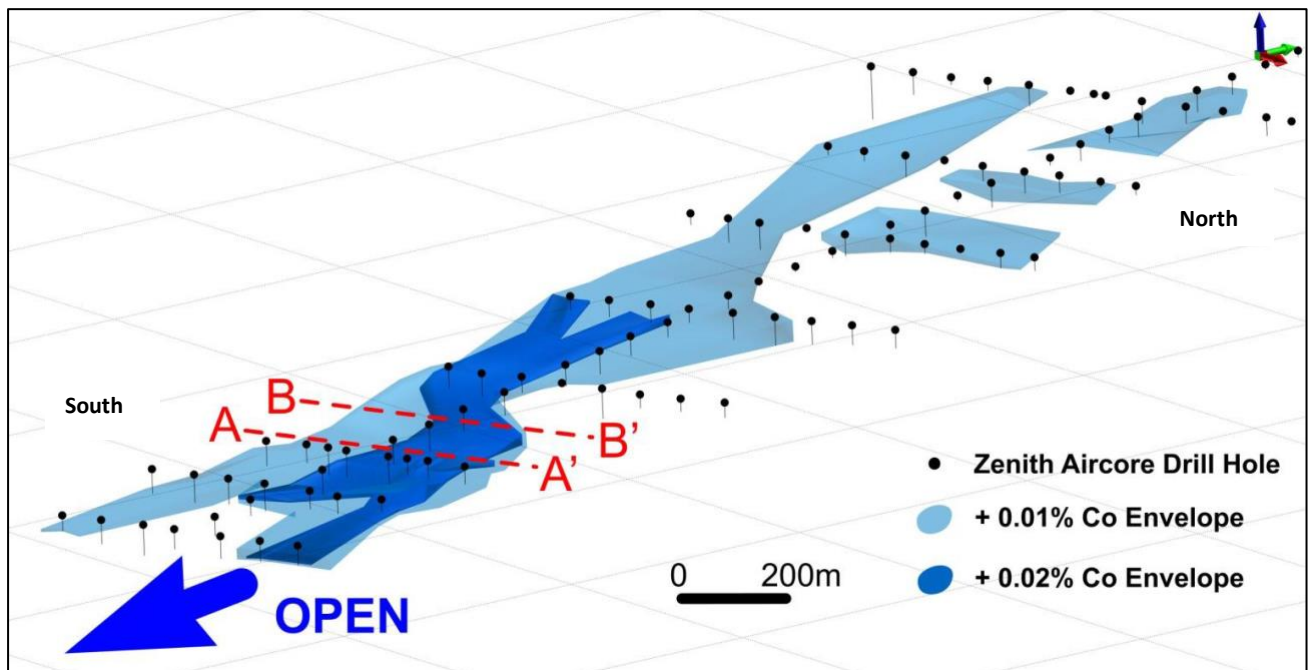 North
South
B
A
B’
A’
Zenith Aircore Drill Hole
+ 0.01% Co Envelope
+ 0.02% Co Envelope
0 200m
OPEN